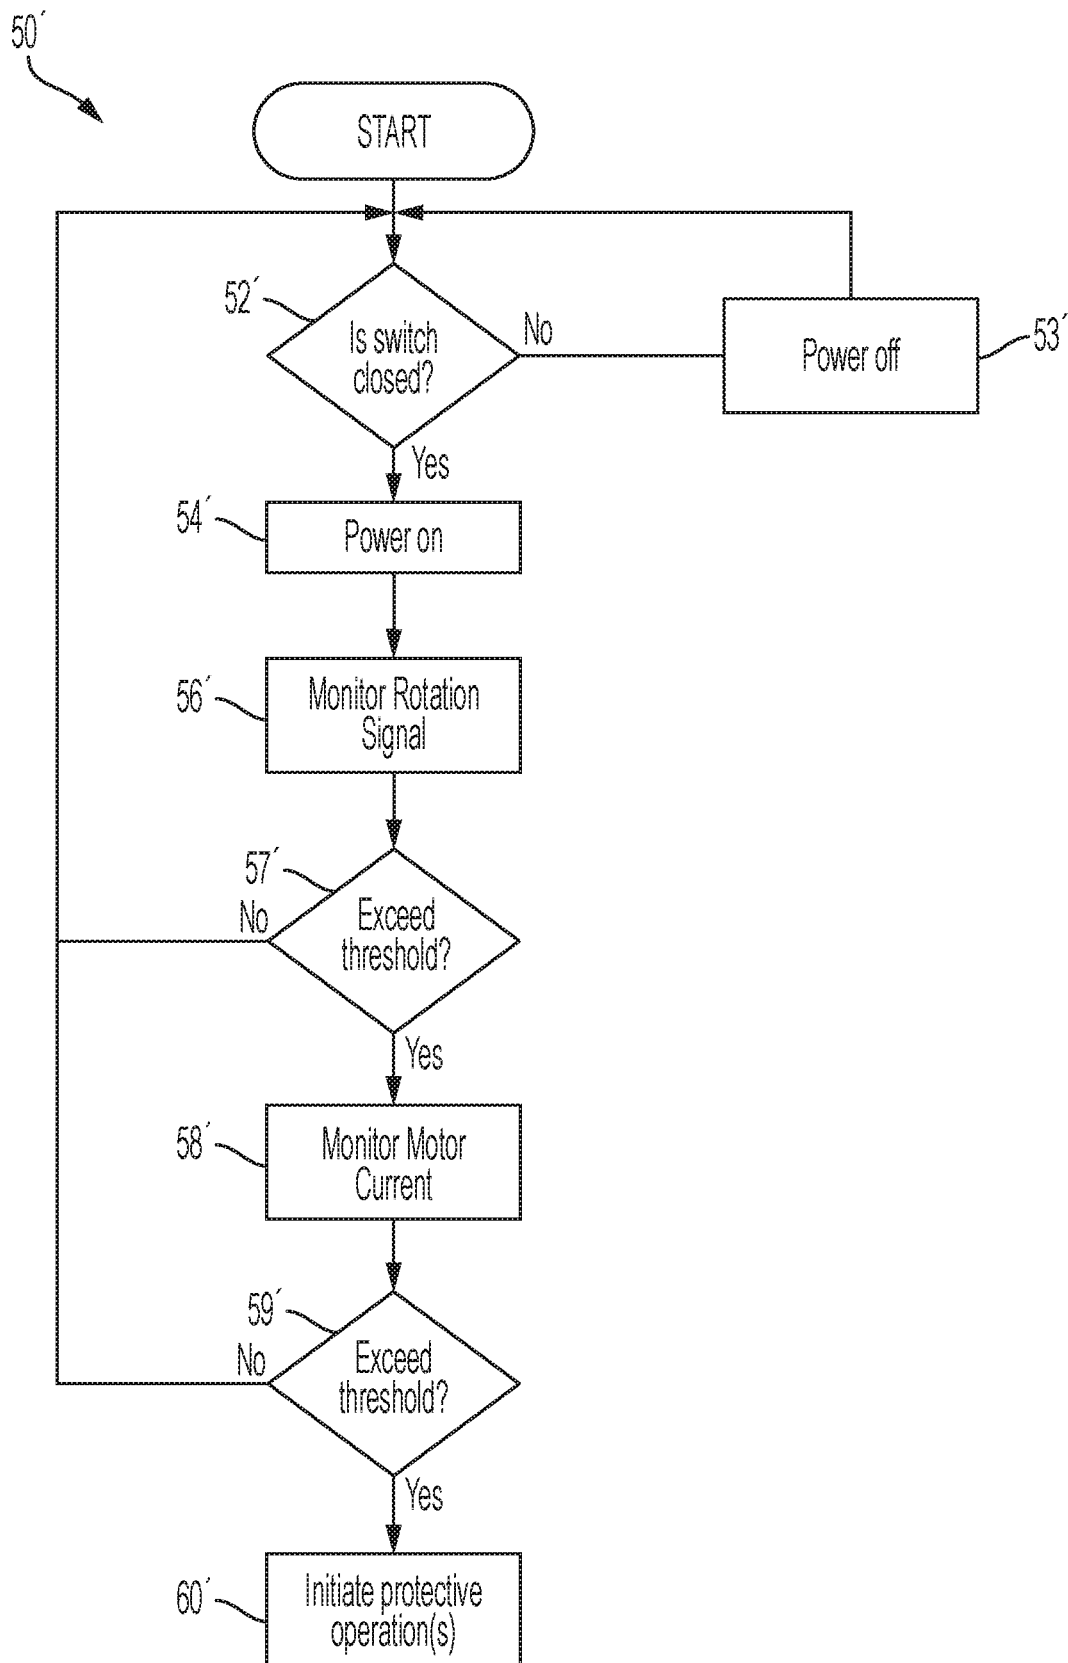 50´
START
52´
Is switch
closed?
No
Power off
53´
Yes
54´
Power on
56´
Monitor Rotation
Signal
57´
No
Exceed
threshold?
Yes
58´
Monitor Motor
Current
59´
No
Exceed
threshold?
Yes
60´
Initiate protective
operation(s)